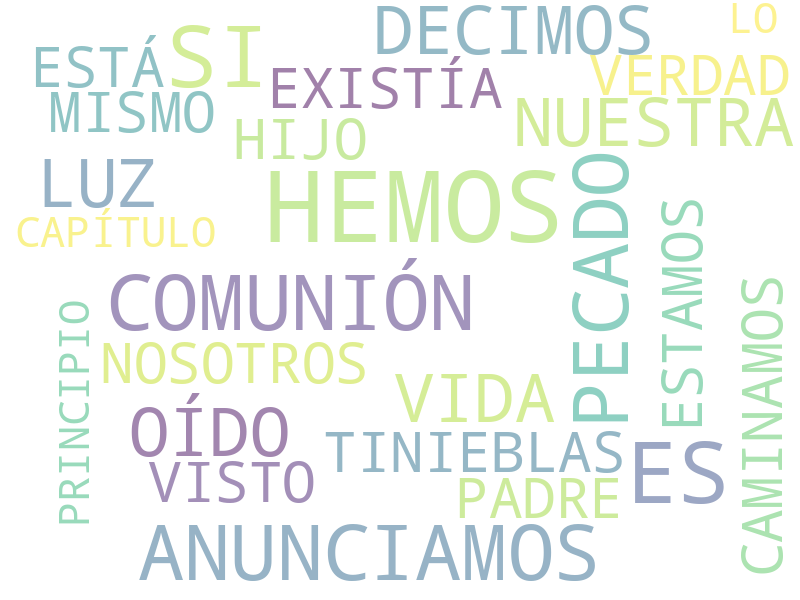 DECIMOS
LO
ESTÁ
SI
EXISTÍA
VERDAD
MISMO
HIJO
NUESTRA
LUZ
HEMOS
PECADO
ESTAMOS
CAPÍTULO
COMUNIÓN
CAMINAMOS
PRINCIPIO
NOSOTROS
VIDA
OÍDO
TINIEBLAS
ES
VISTO
PADRE
ANUNCIAMOS